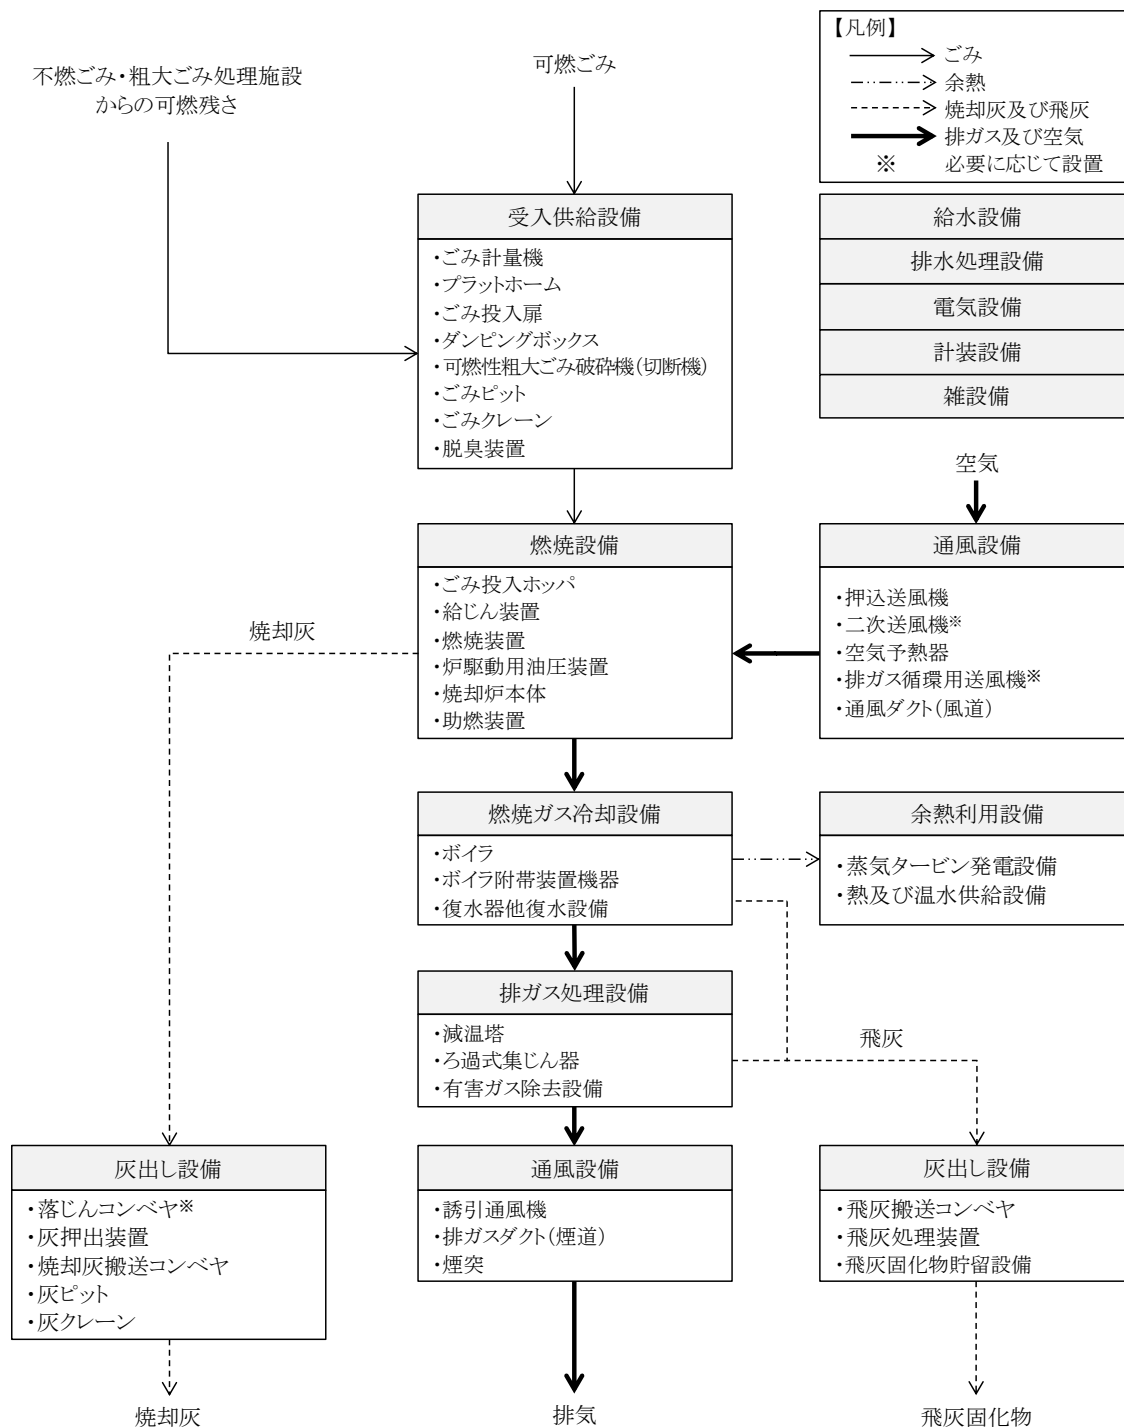 不燃ごみ・粗大ごみ処理施設
からの可燃残さ
可燃ごみ
【凡例】
ごみ
余熱
焼却灰及び飛灰
排ガス及び空気
※ 必要に応じて設置
受入供給設備
・ごみ計量機
・プラットホーム
・ごみ投入扉
・ダンピングボックス
・可燃性粗大ごみ破砕機(切断機)
・ごみピット
・ごみクレーン
・脱臭装置
給水設備
排水処理設備
電気設備
計装設備
雑設備
空気
燃焼設備
・ごみ投入ホッパ
・給じん装置
・燃焼装置
・炉駆動用油圧装置
・焼却炉本体
・助燃装置
通風設備
・押込送風機
・二次送風機※
・空気予熱器
・排ガス循環用送風機※
・通風ダクト(風道)
焼却灰
燃焼ガス冷却設備
・ボイラ
・ボイラ附帯装置機器
・復水器他復水設備
余熱利用設備
・蒸気タービン発電設備
・熱及び温水供給設備
排ガス処理設備
・減温塔
・ろ過式集じん器
・有害ガス除去設備
飛灰
灰出し設備
・落じんコンベヤ※
・灰押出装置
・焼却灰搬送コンベヤ
・灰ピット
・灰クレーン
通風設備
・誘引通風機
・排ガスダクト(煙道)
・煙突
灰出し設備
・飛灰搬送コンベヤ
・飛灰処理装置
・飛灰固化物貯留設備
焼却灰
排気
飛灰固化物